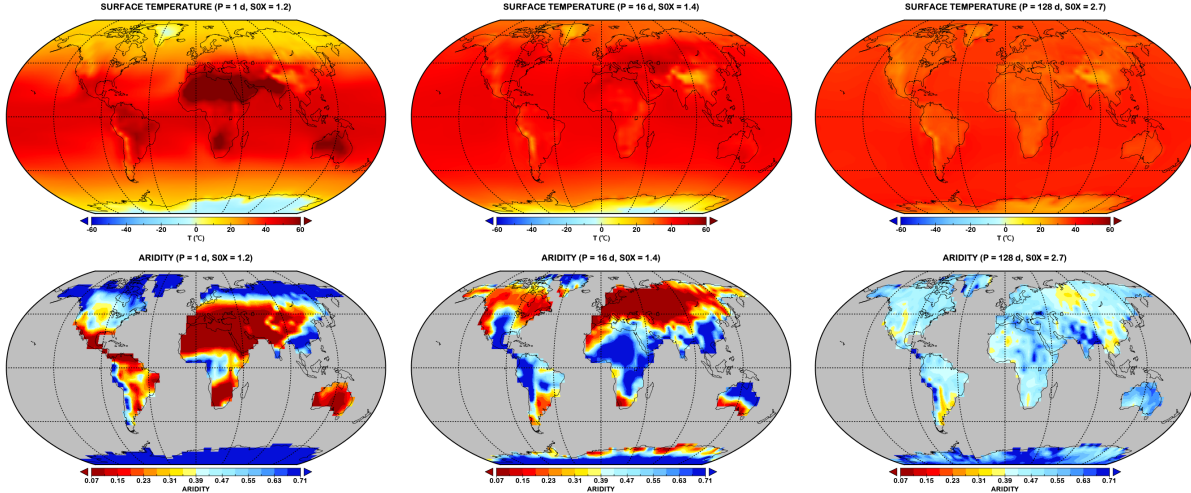 SURFACE TEMPERATURE (P = 1 d, S0X = 1.2)
SURFACE TEMPERATURE (P = 16 d, S0X = 1.4)
SURFACE TEMPERATURE (P = 128 d, S0X = 2.7)
-60 -40 -20 0 20 40 60
-60 -40 -20 0 20 40 60
-60 -40 -20 0 20 40 60
T (°C)
T (°C)
T (°C)
ARIDITY (P = 1 d, S0X = 1.2)
ARIDITY (P = 16 d, S0X = 1.4)
ARIDITY (P = 128 d, S0X = 2.7)
0.07 0.15 0.23 0.31 0.39 0.47 0.55 0.63 0.71
0.07 0.15 0.23 0.31 0.39 0.47 0.55 0.63 0.71
0.07 0.15 0.23 0.31 0.39 0.47 0.55 0.63 0.71
ARIDITY
ARIDITY
ARIDITY